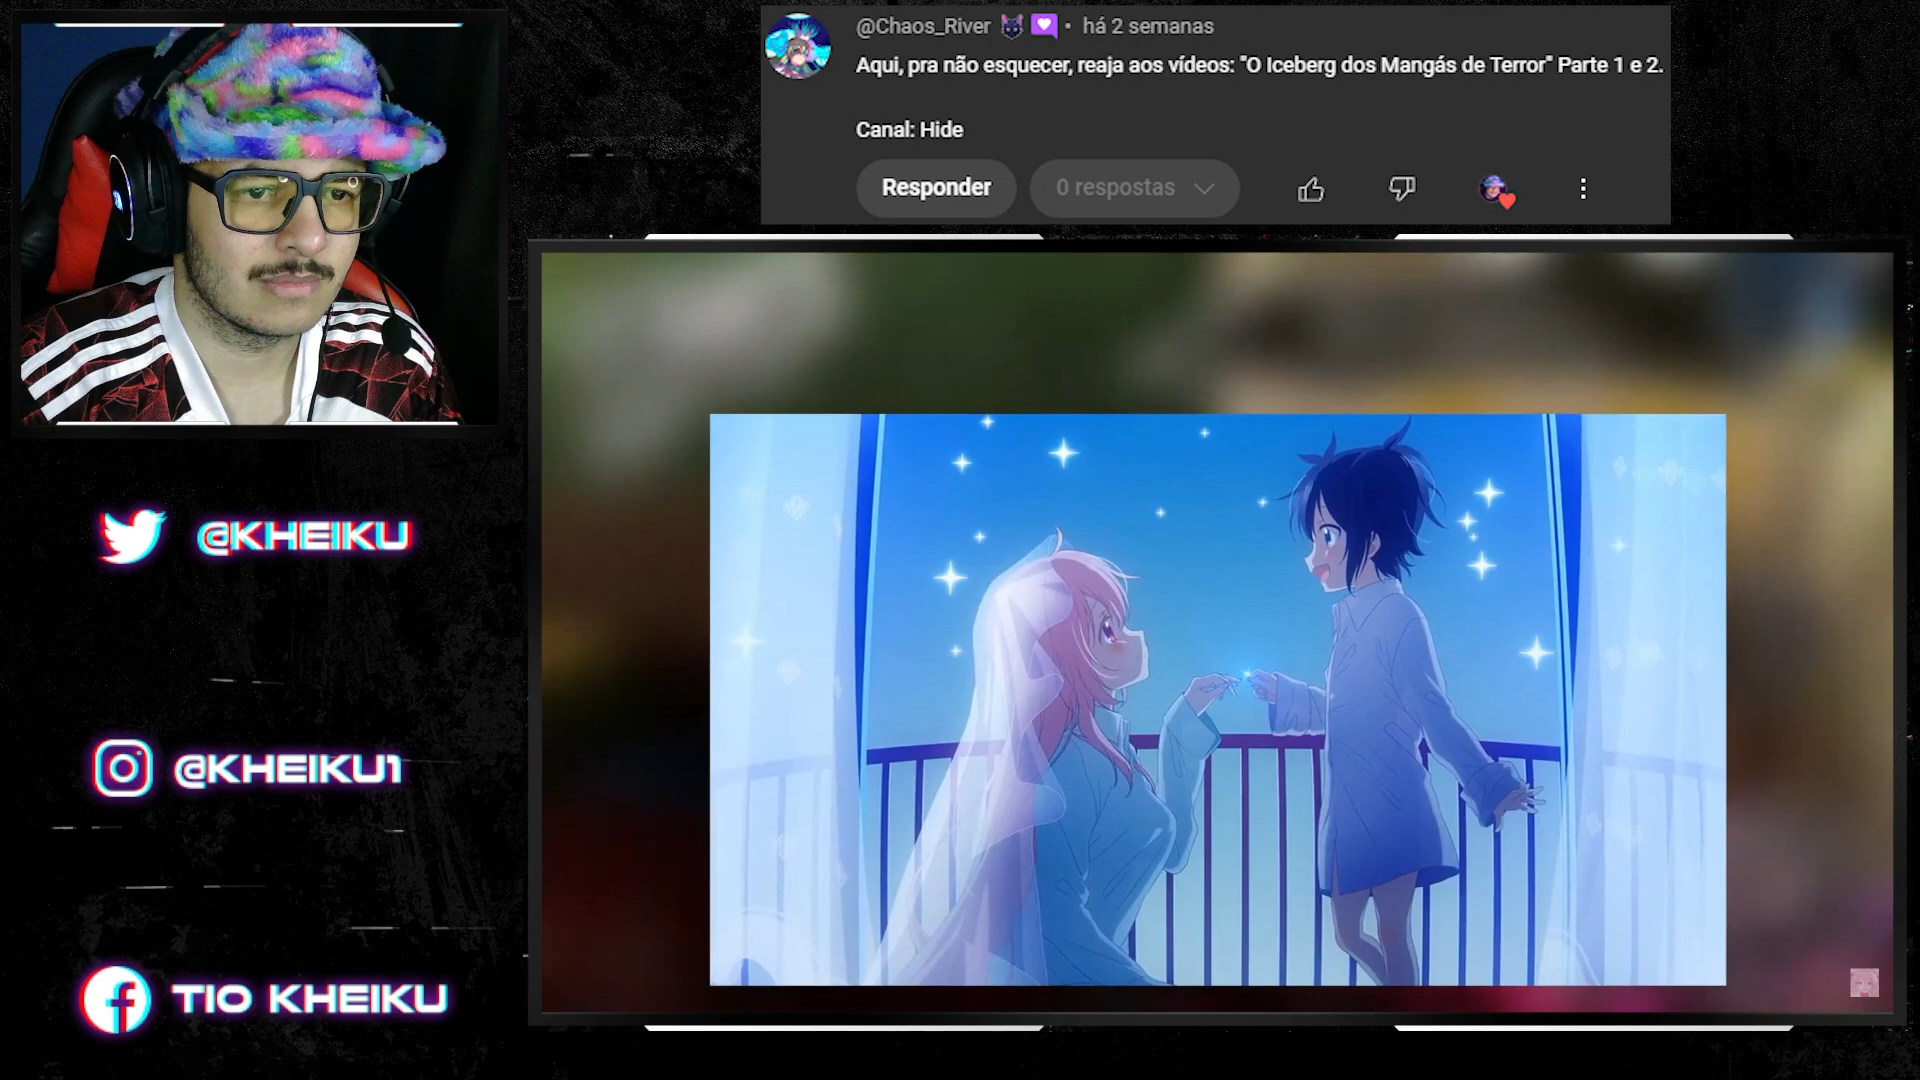 @Chaos_River • há 2 semanas
Aqui, pra não esquecer, reaja aos vídeos: "O Iceberg dos Mangás de Terror" Parte 1 e 2.
Canal: Hide
Responder 0 respostas
@KHEIKU
@KHEIKU1
TIO KHEIKU